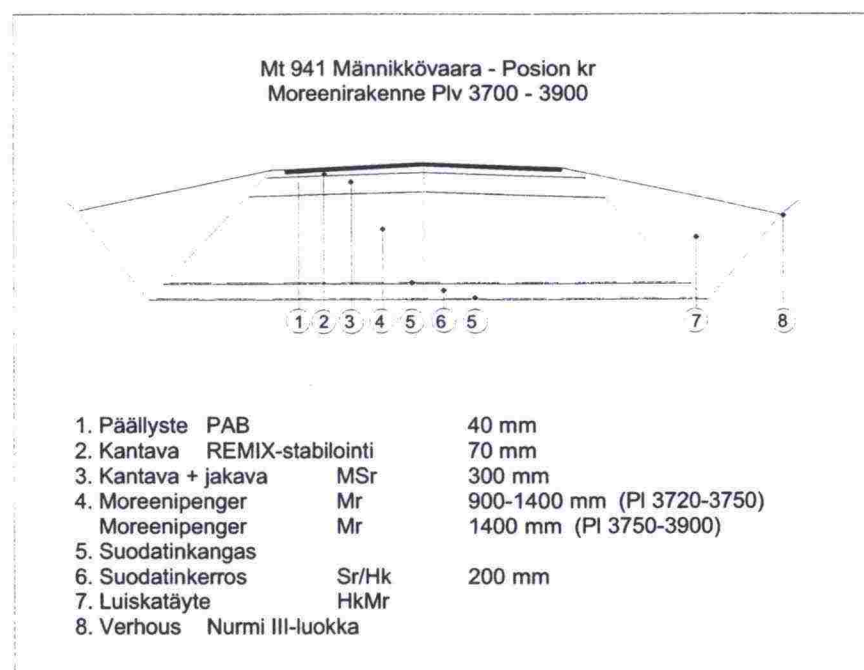 Mt 941 Männikkövaara - Posion kr
Moreenirakenne Plv 3700 - 3900
1 2 3 4 5 6 5 7 8
1. Päällyste PAB 40 mm
2. Kantava REMIX-stabilointi 70 mm
3. Kantava + jakava MSr 300 mm
4. Moreenipenger Mr 900-1400 mm (Pl 3720-3750)
Moreenipenger Mr 1400 mm (Pl 3750-3900)
5. Suodatinkangas
6. Suodatinkerros Sr/Hk 200 mm
7. Luiskatäyte HkMr
8. Verhous Nurmi III-luokka